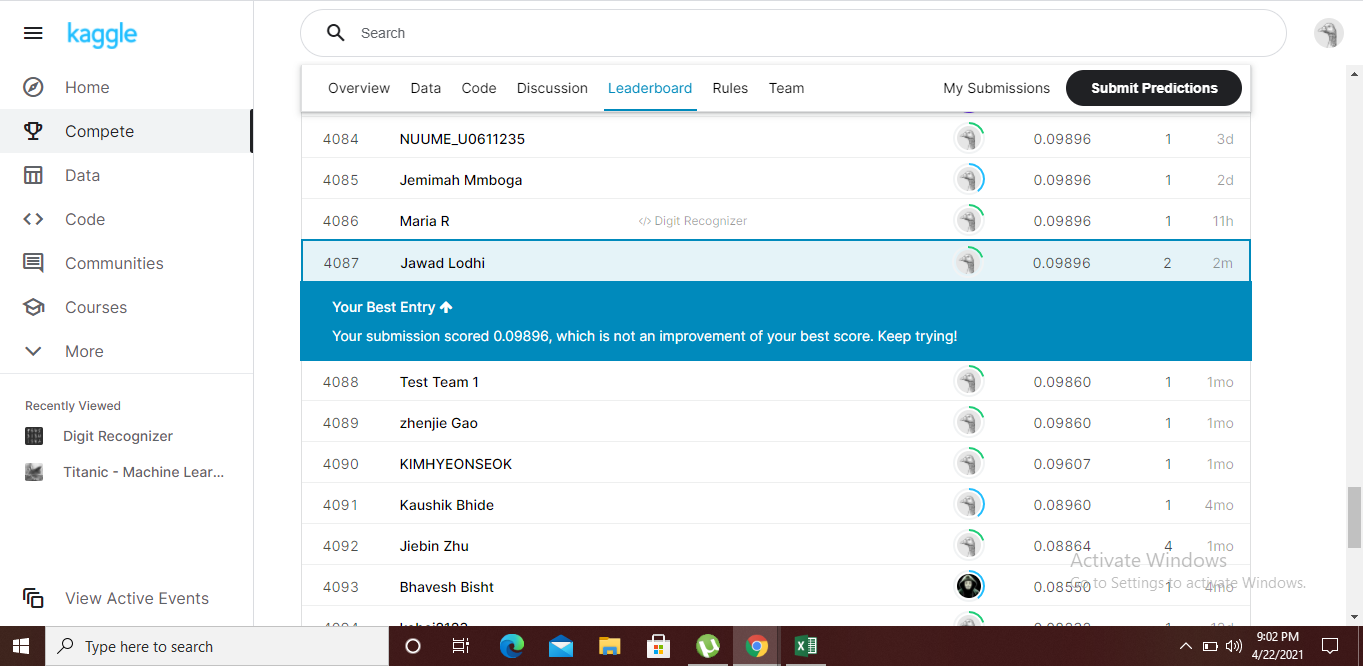 kaggle
Search
Home
Compete
Data
Code
Communities
Courses
More
Recently Viewed
Digit Recognizer
Titanic - Machine Lear...
View Active Events
Overview Data Code Discussion Leaderboard Rules Team My Submissions Submit Predictions
4084 NUUME_U0611235 0.09896 1 3d
4085 Jemimah Mmboga 0.09896 1 2d
4086 Maria R </> Digit Recognizer 0.09896 1 11h
4087 Jawad Lodhi 0.09896 2 2m
Your Best Entry
Your submission scored 0.09896, which is not an improvement of your best score. Keep trying!
4088 Test Team 1 0.09860 1 1mo
4089 zhenjie Gao 0.09860 1 1mo
4090 KIMHYEONSEOK 0.09607 1 1mo
4091 Kaushik Bhide 0.08960 1 4mo
4092 Jiebin Zhu 0.08864 4 1mo
4093 Bhavesh Bisht 0.08550 1 4mo
Activate Windows
Go to Settings to activate Windows.
Type here to search
9:02 PM
4/22/2021